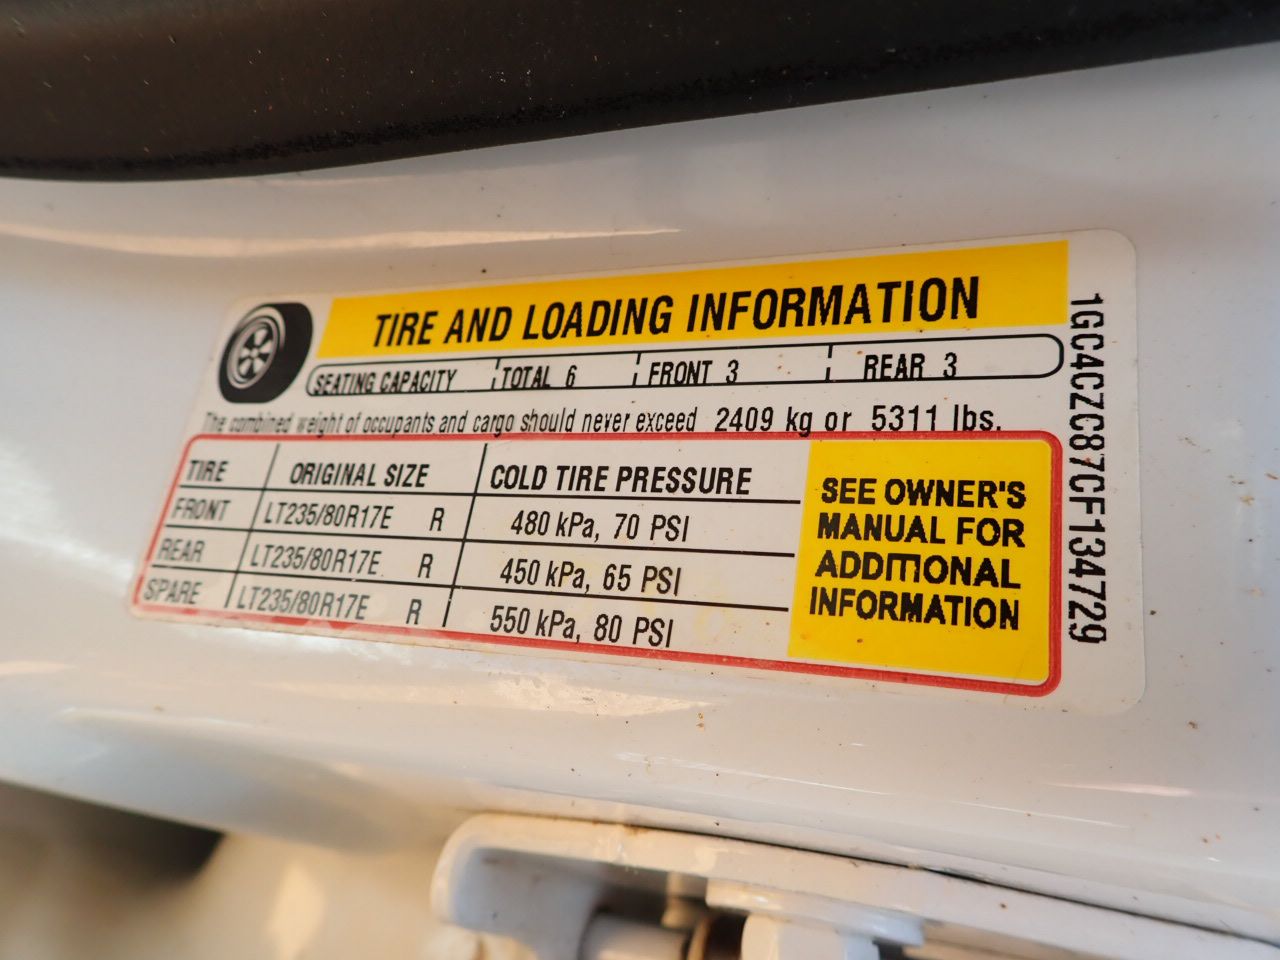 TIRE AND LOADING INFORMATION
SEATING CAPACITY TOTAL 6 FRONT 3 REAR 3
The combined weight of occupants and cargo should never exceed 2409 kg or 5311 lbs.
TIRE ORIGINAL SIZE COLD TIRE PRESSURE
FRONT LT235/80R17E R 480 kPa, 70 PSI
REAR LT235/80R17E R 450 kPa, 65 PSI
SPARE LT235/80R17E R 550 kPa, 80 PSI
SEE OWNER'S
MANUAL FOR
ADDITIONAL
INFORMATION
1GC4CZC87CF134729